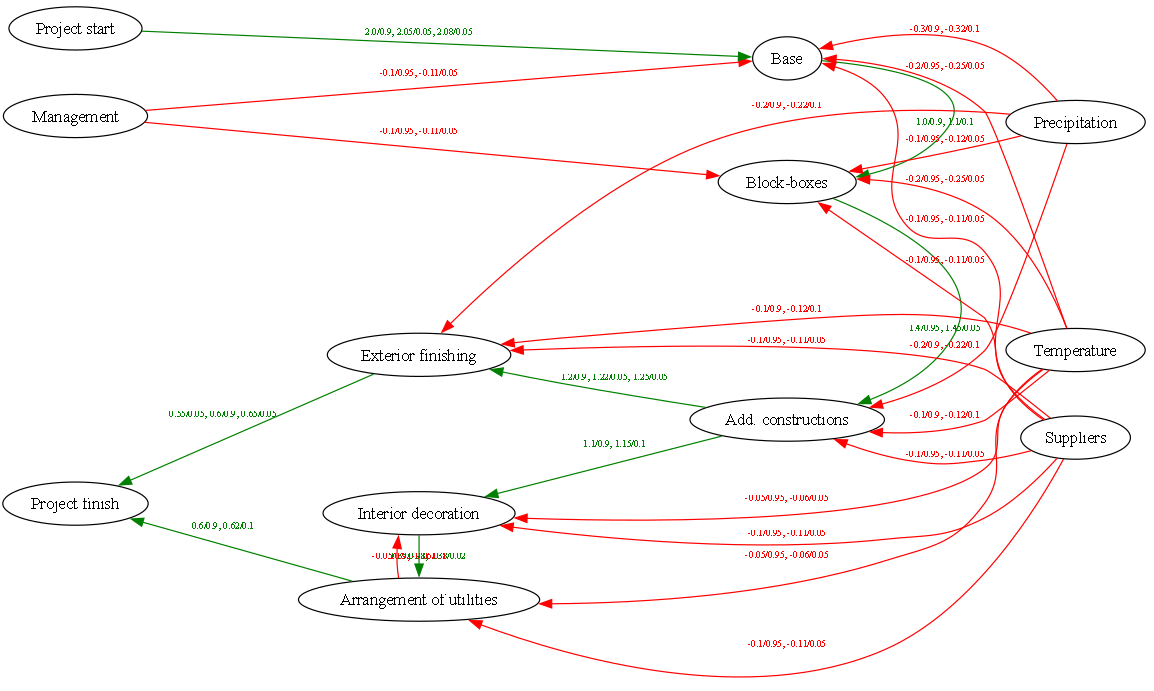 Project start
2.0/0.9, 2.05/0.05, 2.08/0.05
-0.3/0.9, -0.32/0.1
Base
-0.2/0.95, -0.25/0.05
-0.1/0.95, -0.11/0.05
Management
-0.2/0.9, -0.22/0.1
1.0/0.9, 1.1/0.1
Precipitation
-0.1/0.95, -0.11/0.05
-0.1/0.95, -0.12/0.05
Block-boxes
-0.2/0.95, -0.25/0.05
-0.1/0.95, -0.11/0.05
-0.1/0.95, -0.11/0.05
-0.1/0.9, -0.12/0.1
1.4/0.95, 1.45/0.05
-0.1/0.95, -0.11/0.05
-0.2/0.9, -0.22/0.1
Exterior finishing
Temperature
1.2/0.9, 1.22/0.05, 1.25/0.05
0.55/0.05, 0.6/0.9, 0.65/0.05
-0.1/0.9, -0.12/0.1
Add. constructions
Suppliers
1.1/0.9, 1.15/0.1
-0.1/0.95, -0.11/0.05
-0.05/0.95, -0.06/0.05
Project finish
Interior decoration
0.6/0.9, 0.62/0.1
-0.1/0.95, -0.11/0.05
-0.05/0.95, -0.06/0.05
Arrangement of utilities
-0.1/0.95, -0.11/0.05